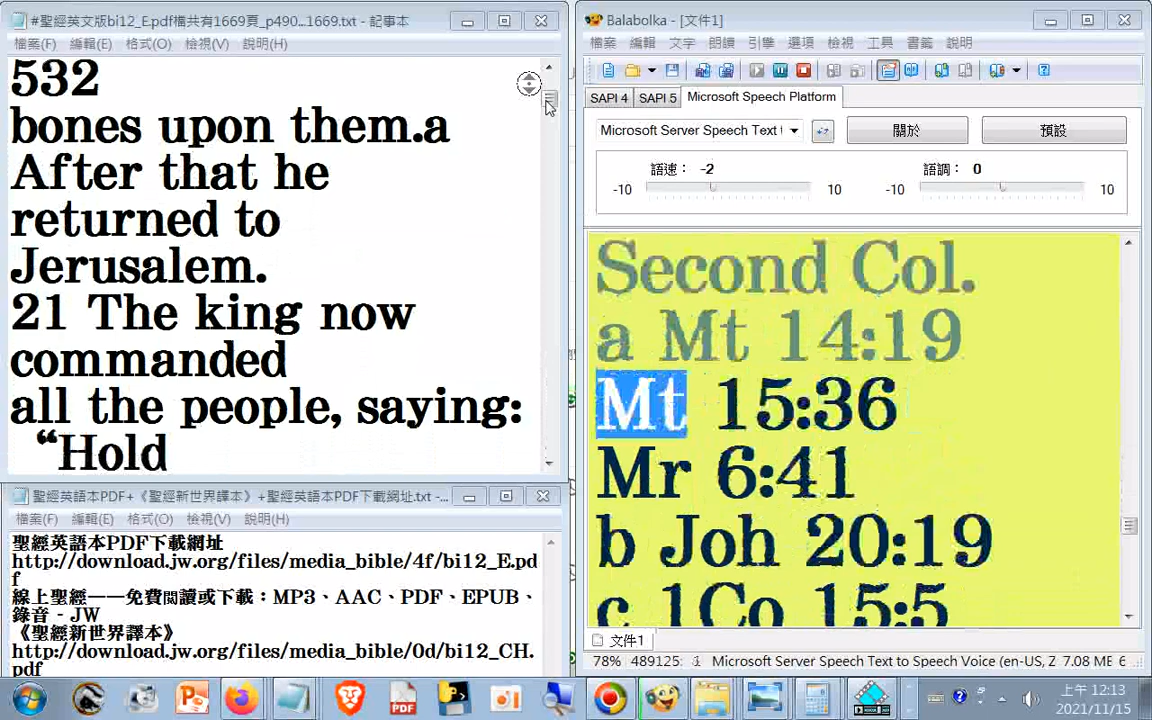 #聖經英文版bi12_E.pdf檔共有1669頁_p490...1669.txt - 記事本
檔案(F) 編輯(E) 格式(O) 檢視(V) 說明(H)
532
bones upon them.a
After that he
returned to
Jerusalem.
21 The king now
commanded
all the people, saying:
“Hold
聖經英語本PDF+《聖經新世界譯本》+聖經英語本PDF下載網址.txt - ...
檔案(F) 編輯(E) 格式(O) 檢視(V) 說明(H)
聖經英語本PDF下載網址
http://download.jw.org/files/media_bible/4f/bi12_E.pd
f
線上聖經——免費閱讀或下載：MP3、AAC、PDF、EPUB、
錄音 - JW
《聖經新世界譯本》
http://download.jw.org/files/media_bible/0d/bi12_CH.
pdf
Balabolka - [文件1]
檔案 編輯 文字 朗讀 引擎 選項 檢視 工具 書籤 說明
SAPI 4 SAPI 5 Microsoft Speech Platform
Microsoft Server Speech Text 關於 預設
語速： -2 語調： 0
-10 10 -10 10
Second Col.
a Mt 14:19
Mt 15:36
Mr 6:41
b Joh 20:19
c 1Co 15:5
文件1
78% 489125: Microsoft Server Speech Text to Speech Voice (en-US, Z 7.08 MB 6
PDF
上午 12:13
2021/11/15